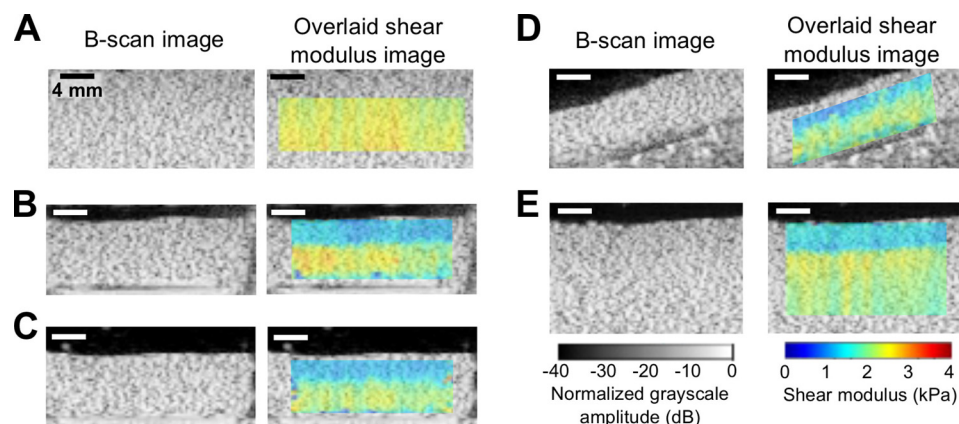 A
B-scan image
Overlaid shear
modulus image
4 mm
B
C
D
B-scan image
Overlaid shear
modulus image
E
-40 -30 -20 -10 0
Normalized grayscale
amplitude (dB)
0 1 2 3 4
Shear modulus (kPa)